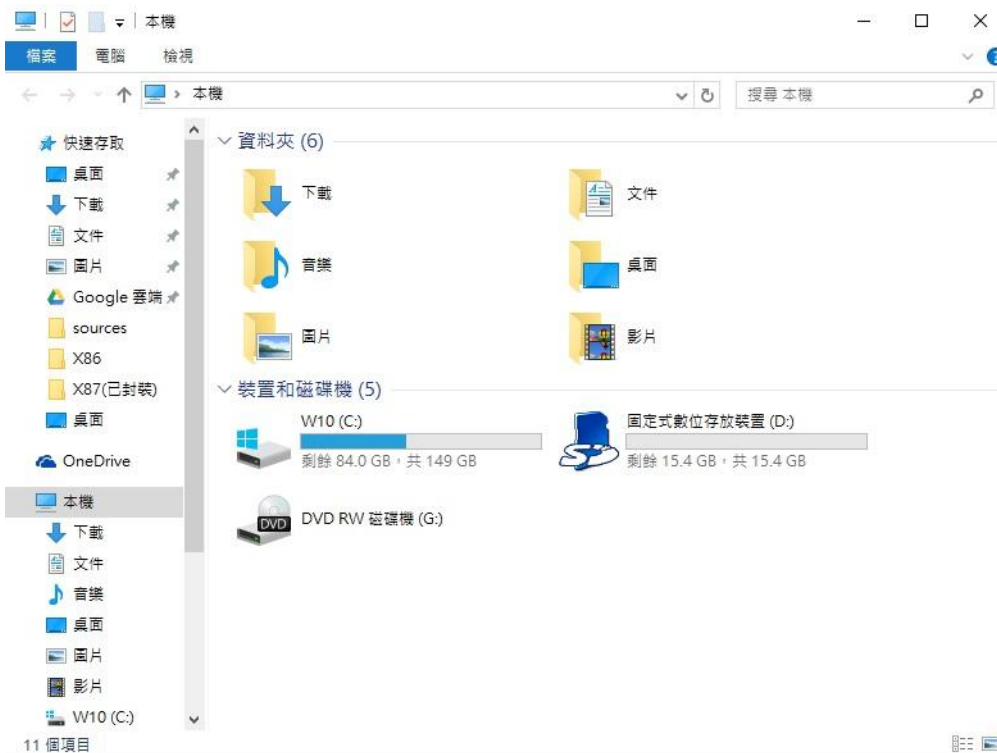 本機
檔案 電腦 檢視
本機
搜尋 本機
快速存取
桌面
下載
文件
圖片
Google 雲端
sources
X86
X87(已封裝)
桌面
OneDrive
本機
下載
文件
音樂
桌面
圖片
影片
W10 (C:)
資料夾 (6)
下載
文件
音樂
桌面
圖片
影片
裝置和磁碟機 (5)
W10 (C:)
剩餘 84.0 GB，共 149 GB
固定式數位存放裝置 (D:)
剩餘 15.4 GB，共 15.4 GB
DVD RW 磁碟機 (G:)
DVD
11 個項目